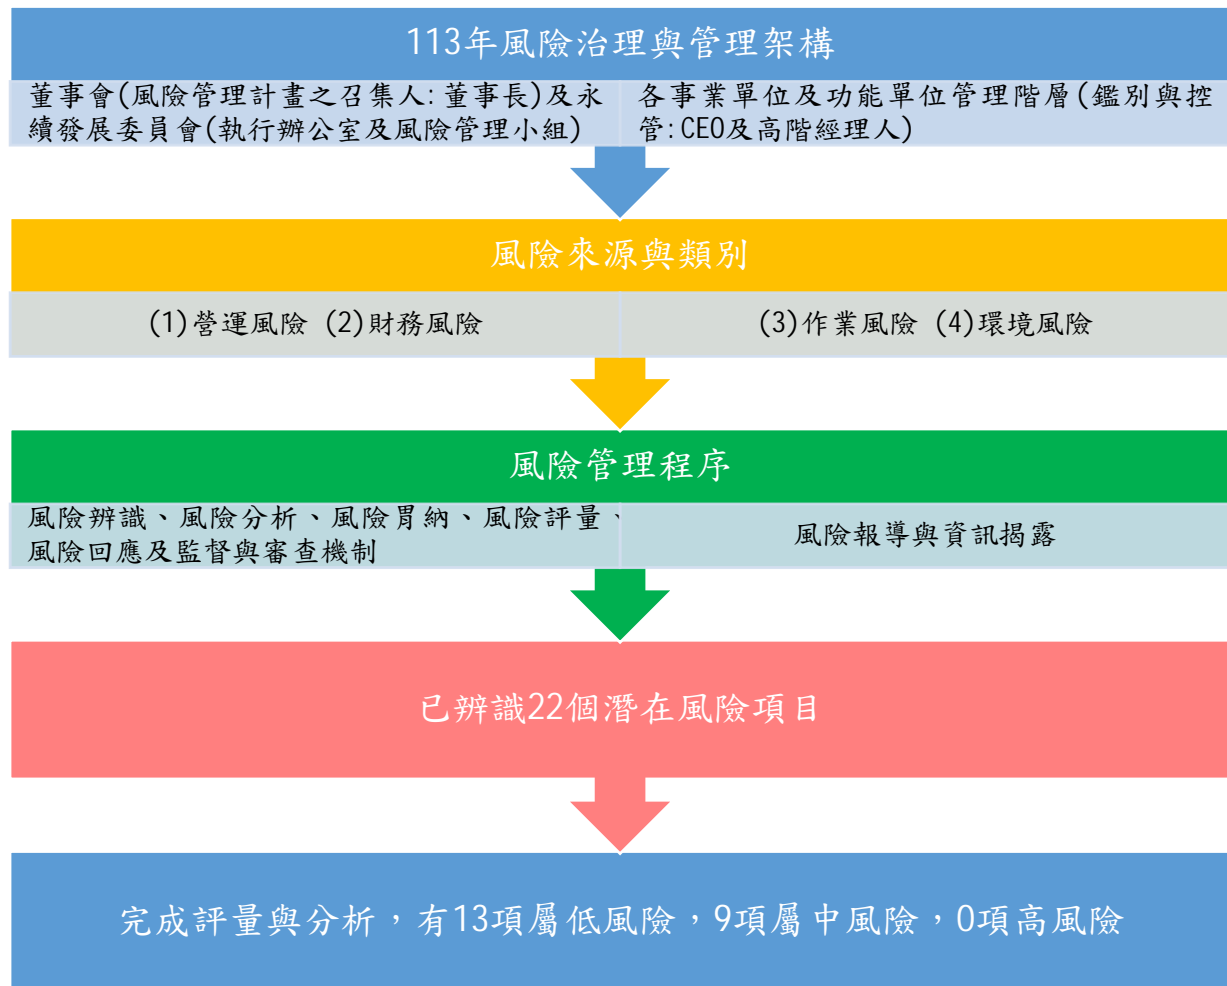 113年風險治理與管理架構
董事會(風險管理計畫之召集人:董事長)及永
續發展委員會(執行辦公室及風險管理小組)
各事業單位及功能單位管理階層(鑑別與控
管:CEO及高階經理人)
風險來源與類別
(1)營運風險 (2)財務風險
(3)作業風險 (4)環境風險
風險管理程序
風險辨識、風險分析、風險胃納、風險評量、
風險回應及監督與審查機制
風險報導與資訊揭露
已辨識22個潛在風險項目
完成評量與分析，有13項屬低風險，9項屬中風險，0項高風險